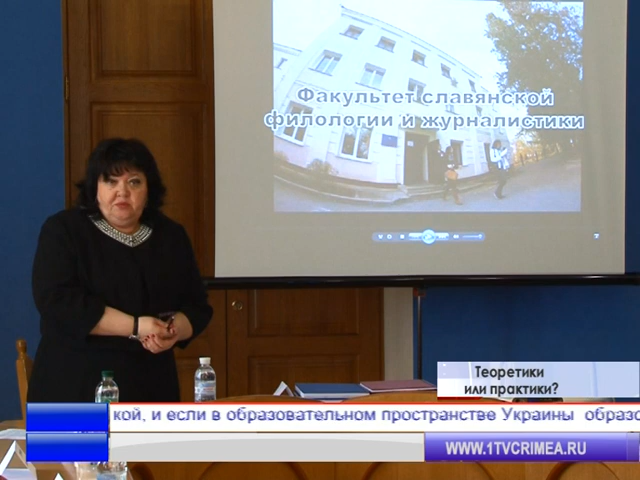 Факультет славянской
филологии и журналистики
Теоретики
или практики?
кой, и если в образовательном пространстве Украины образо
WWW.1TVCRIMEA.RU